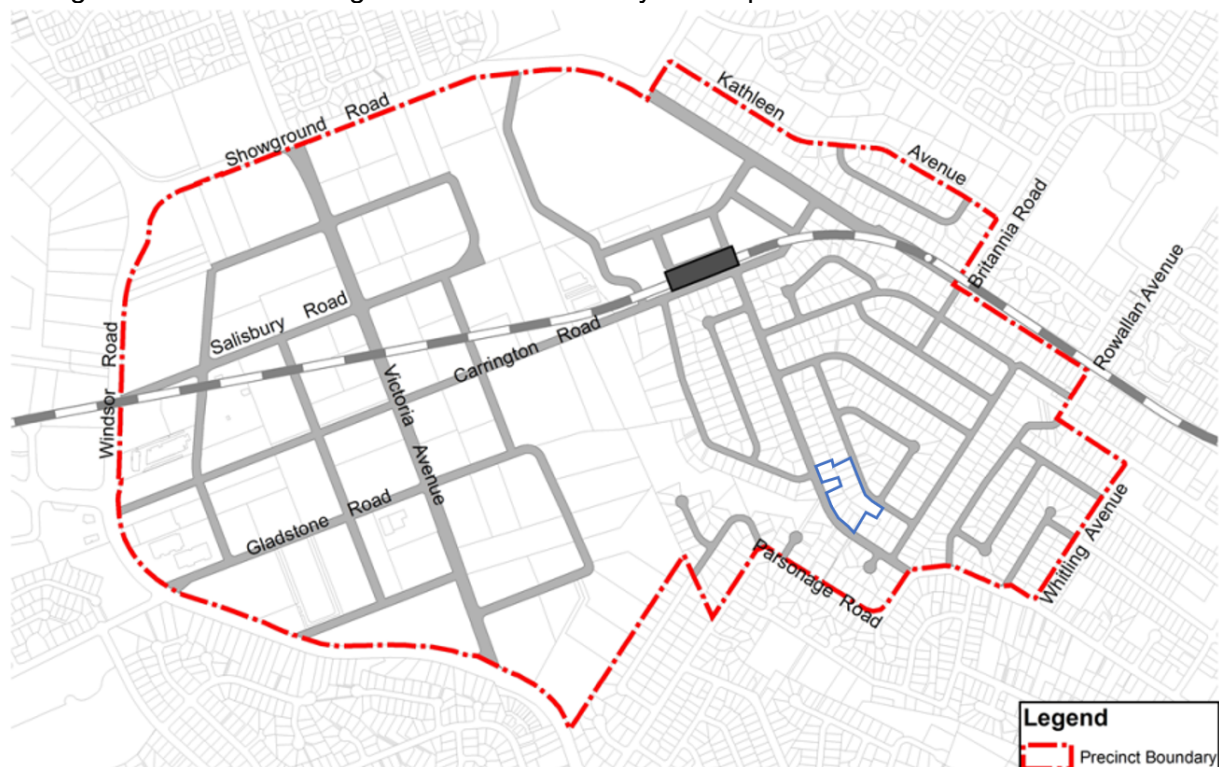 Kathleen
Avenue
Showground Road
Britannia Road
Rowallan Avenue
Salisbury Road
Windsor Road
Carrington Road
Victoria Avenue
Gladstone Road
Parsonage Road
Whitling Avenue
Legend
Precinct Boundary